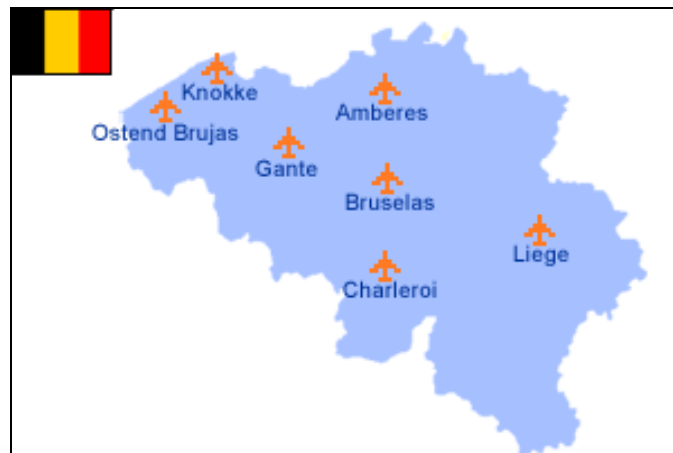 Knokke
Amberes
Ostend Brujas
Gante
Bruselas
Liege
Charleroi